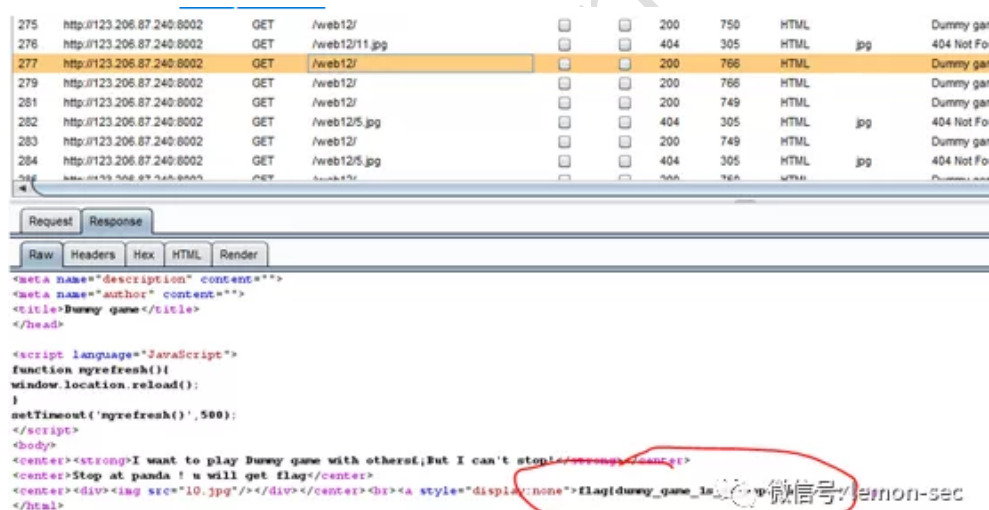 275 http://123.206.87.240:8002 GET /web12/ 200 750 HTML Dummy gar
276 http://123.206.87.240:8002 GET /web12/11.jpg 404 305 HTML jpg 404 Not Fo
277 http://123.206.87.240:8002 GET /web12/ 200 766 HTML Dummy gar
279 http://123.206.87.240:8002 GET /web12/ 200 766 HTML Dummy gar
281 http://123.206.87.240:8002 GET /web12/ 200 749 HTML Dummy gar
282 http://123.206.87.240:8002 GET /web12/5.jpg 404 305 HTML jpg 404 Not Fo
283 http://123.206.87.240:8002 GET /web12/ 200 749 HTML Dummy gar
284 http://123.206.87.240:8002 GET /web12/5.jpg 404 305 HTML jpg 404 Not Fo
Request Response
Raw Headers Hex HTML Render
<meta name="description" content="">
<meta name="author" content="">
<title>Dummy game</title>
</head>
<script language="JavaScript">
function myrefresh(){
window.location.reload();
}
setTimeout('myrefresh()',500);
</script>
<body>
<center><strong>I want to play Dummy game with others£¡But I can't stop!</strong></center>
<center>Stop at panda ! u will get flag</center>
<center><div><img src="10.jpg"/></div></center><br><a style="display:none">flag{dummy_game_1s_
微信号: lemon-sec
</html>